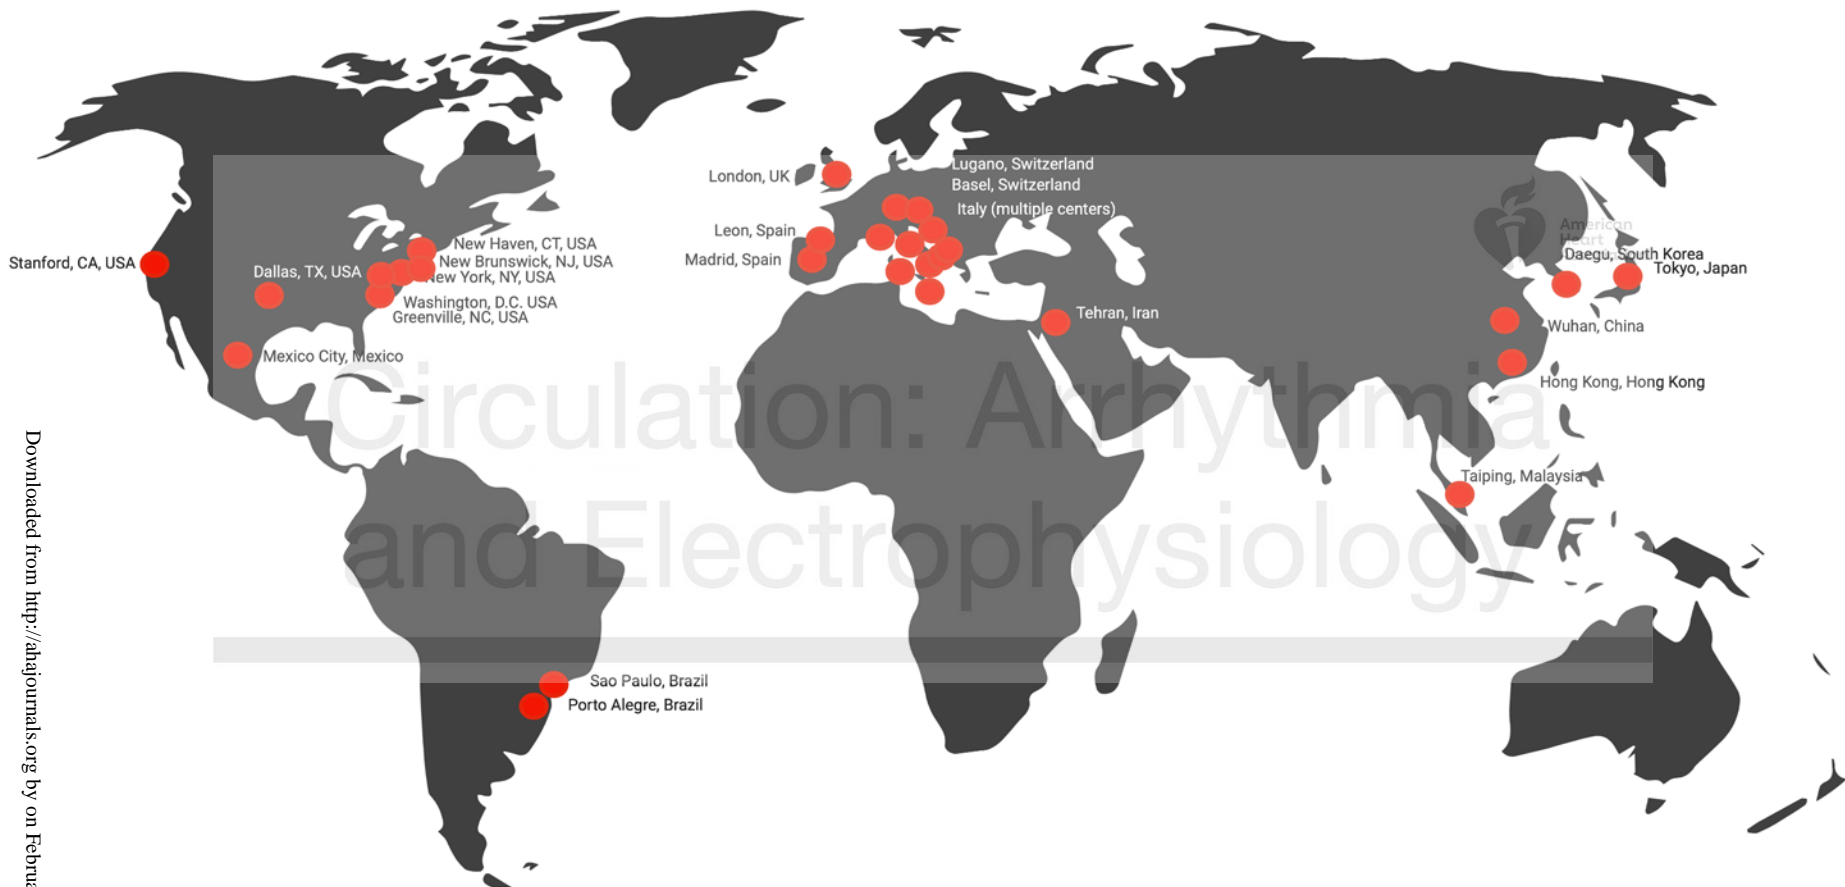 Lugano, Switzerland
London, UK
Basel, Switzerland
Italy (multiple centers)
American
Heart
Leon, Spain
New Haven, CT, USA
Daegu, South Korea
Madrid, Spain
New Brunswick, NJ, USA
Stanford, CA, USA
Dallas, TX, USA
Tokyo, Japan
New York, NY, USA
Washington, D.C. USA
Greenville, NC, USA
Tehran, Iran
Wuhan, China
Mexico City, Mexico
Hong Kong, Hong Kong
Circulation: Arrhythmia
and Electrophysiology
Taiping, Malaysia
Sao Paulo, Brazil
Porto Alegre, Brazil
Downloaded from http://ahajournals.org by on Februa